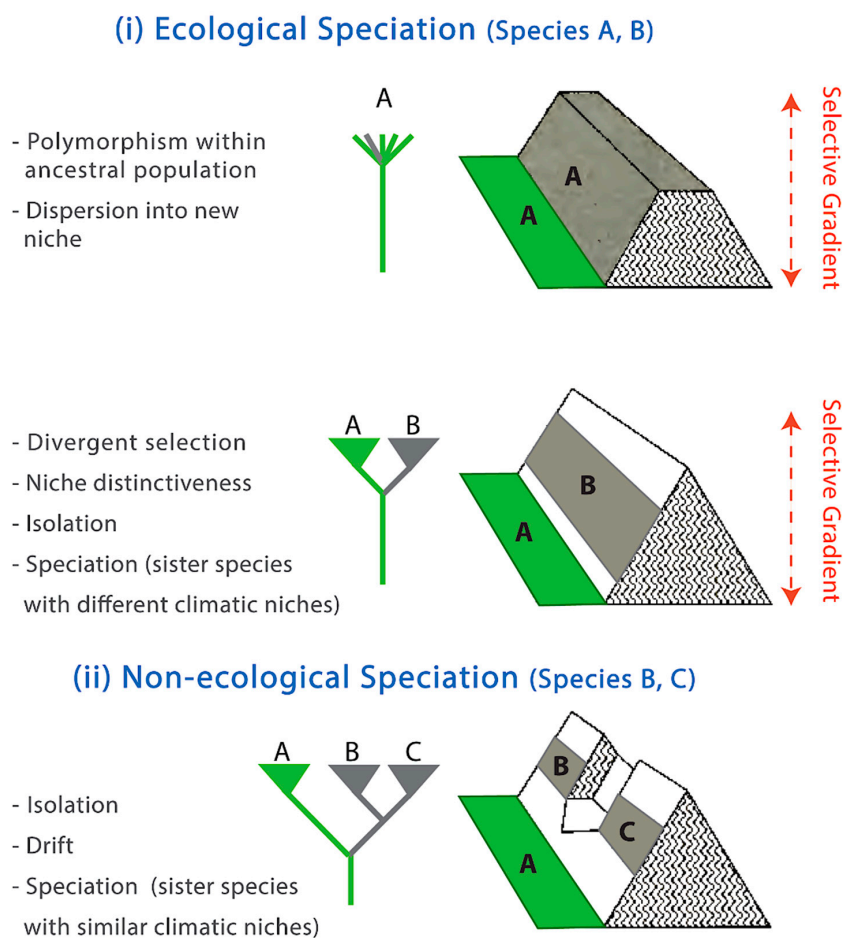 (i) Ecological Speciation (Species A, B)
A
- Polymorphism within
ancestral population
- Dispersion into new
niche
A
A
Selective Gradient
A B
- Divergent selection
- Niche distinctiveness
- Isolation
- Speciation (sister species
with different climatic niches)
B
A
Selective Gradient
(ii) Non-ecological Speciation (Species B, C)
A B C
- Isolation
- Drift
- Speciation (sister species
with similar climatic niches)
B
C
A